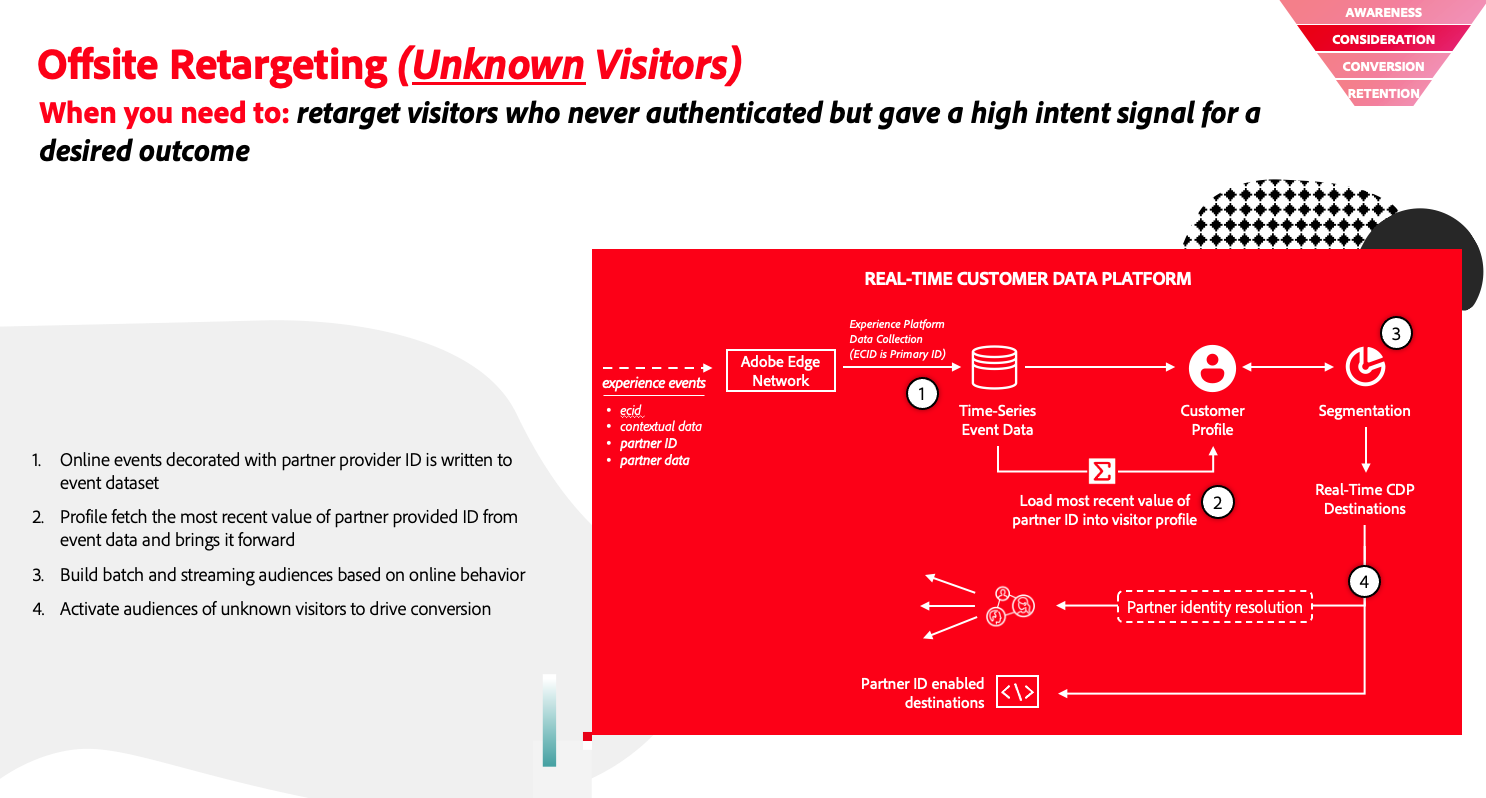 AWARENESS
CONSIDERATION
CONVERSION
RETENTION
Offsite Retargeting (Unknown Visitors)
When you need to: retarget visitors who never authenticated but gave a high intent signal for a
desired outcome
1. Online events decorated with partner provider ID is written to
event dataset
2. Profile fetch the most recent value of partner provided ID from
event data and brings it forward
3. Build batch and streaming audiences based on online behavior
4. Activate audiences of unknown visitors to drive conversion
REAL-TIME CUSTOMER DATA PLATFORM
experience events
• ecid
• contextual data
• partner ID
• partner data
Adobe Edge
Network
Experience Platform
Data Collection
(ECID is Primary ID)
1
Time-Series
Event Data
Customer
Profile
3
Segmentation
Σ
Load most recent value of
partner ID into visitor profile
2
Real-Time CDP
Destinations
4
Partner identity resolution
Partner ID enabled
destinations
<\>